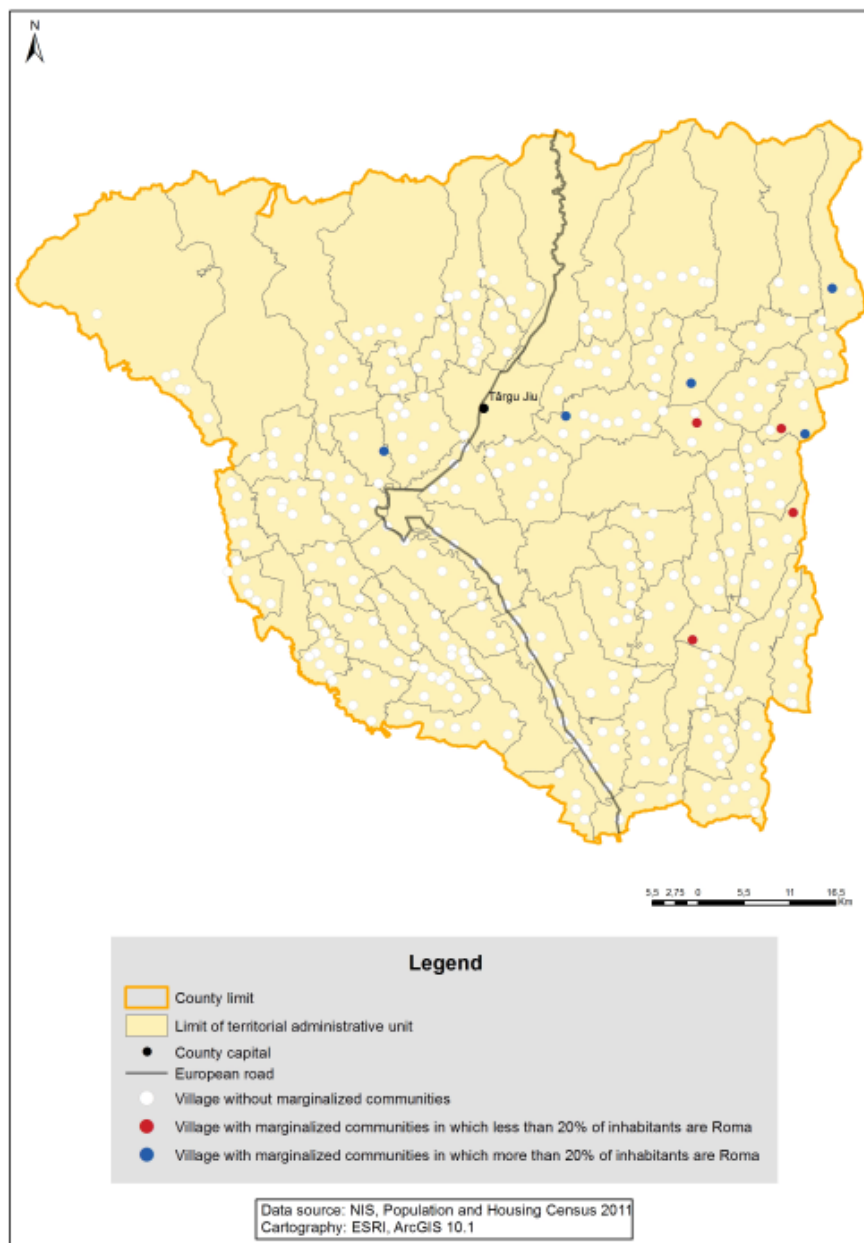 N
Târgu Jiu
5,5 2,75 0 5,5 11 16,5
Km
Legend
County limit
Limit of territorial administrative unit
County capital
European road
Village without marginalized communities
Village with marginalized communities in which less than 20% of inhabitants are Roma
Village with marginalized communities in which more than 20% of inhabitants are Roma
Data source: NIS, Population and Housing Census 2011
Cartography: ESRI, ArcGIS 10.1